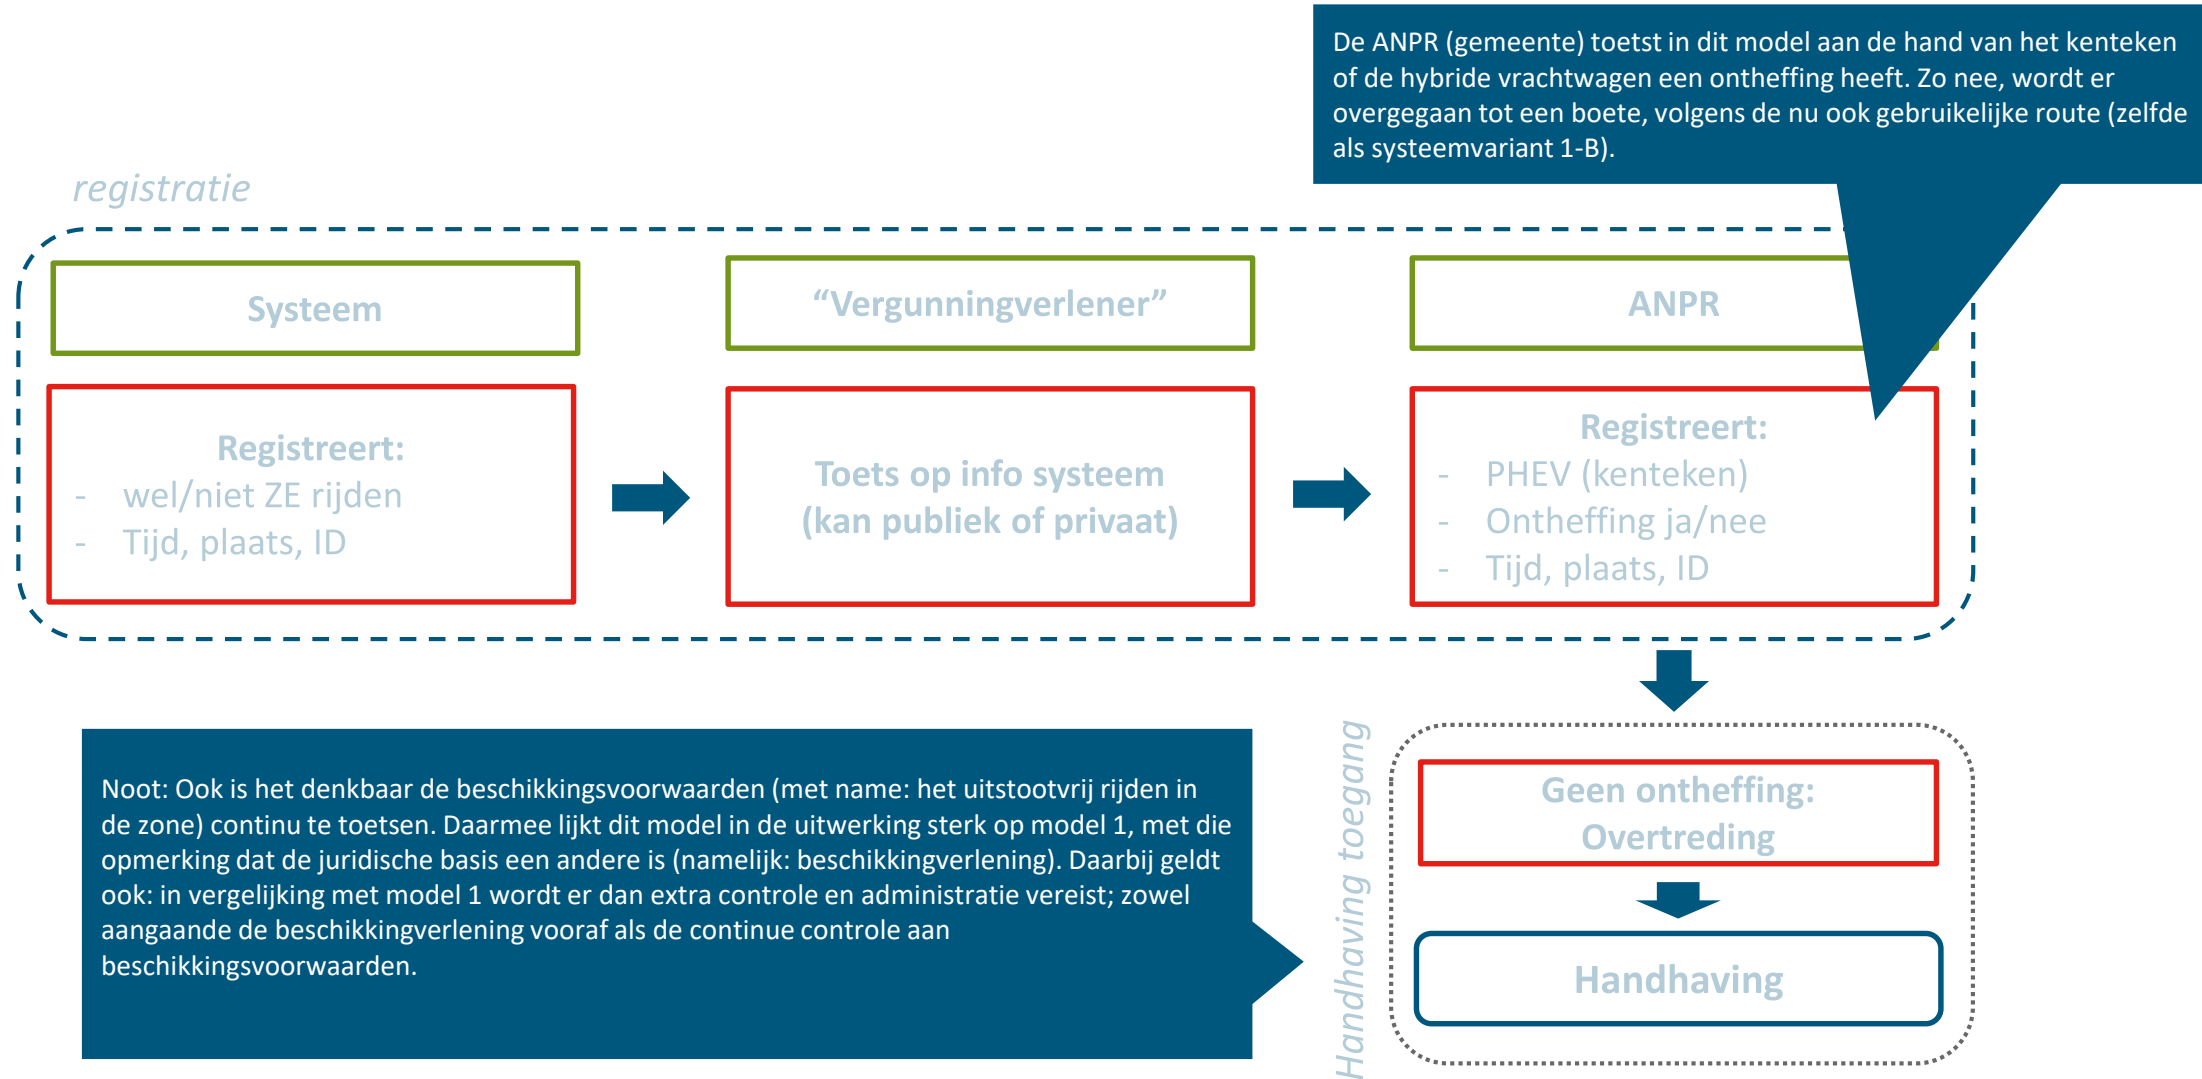 De ANPR (gemeente) toetst in dit model aan de hand van het kenteken
of de hybride vrachtwagen een ontheffing heeft. Zo nee, wordt er
overgegaan tot een boete, volgens de nu ook gebruikelijke route (zelfde
als systeemvariant 1-B).
registratie
Systeem
“Vergunningverlener”
ANPR
Registreert:
- wel/niet ZE rijden
- Tijd, plaats, ID
Toets op info systeem
(kan publiek of privaat)
Registreert:
- PHEV (kenteken)
- Ontheffing ja/nee
- Tijd, plaats, ID
Noot: Ook is het denkbaar de beschikkingsvoorwaarden (met name: het uitstootvrij rijden in
de zone) continu te toetsen. Daarmee lijkt dit model in de uitwerking sterk op model 1, met die
opmerking dat de juridische basis een andere is (namelijk: beschikkingverlening). Daarbij geldt
ook: in vergelijking met model 1 wordt er dan extra controle en administratie vereist; zowel
aangaande de beschikkingverlening vooraf als de continue controle aan
beschikkingsvoorwaarden.
Handhaving toegang
Geen ontheffing:
Overtreding
Handhaving